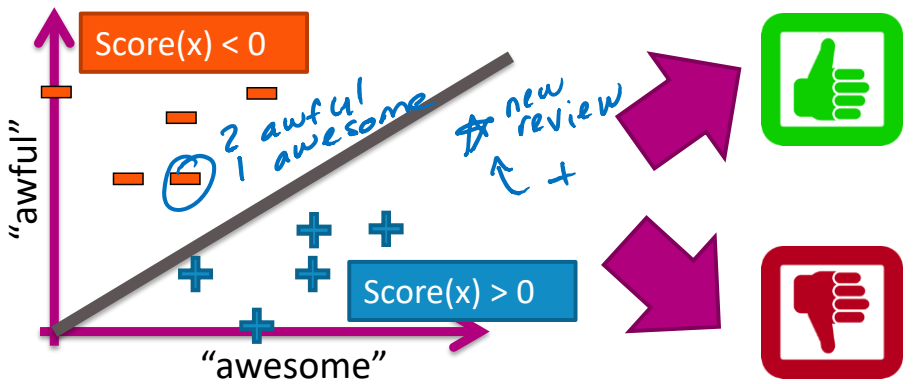 Score(x) < 0
2 awful
1 awesome
new
review
+
“awful”
Score(x) > 0
“awesome”